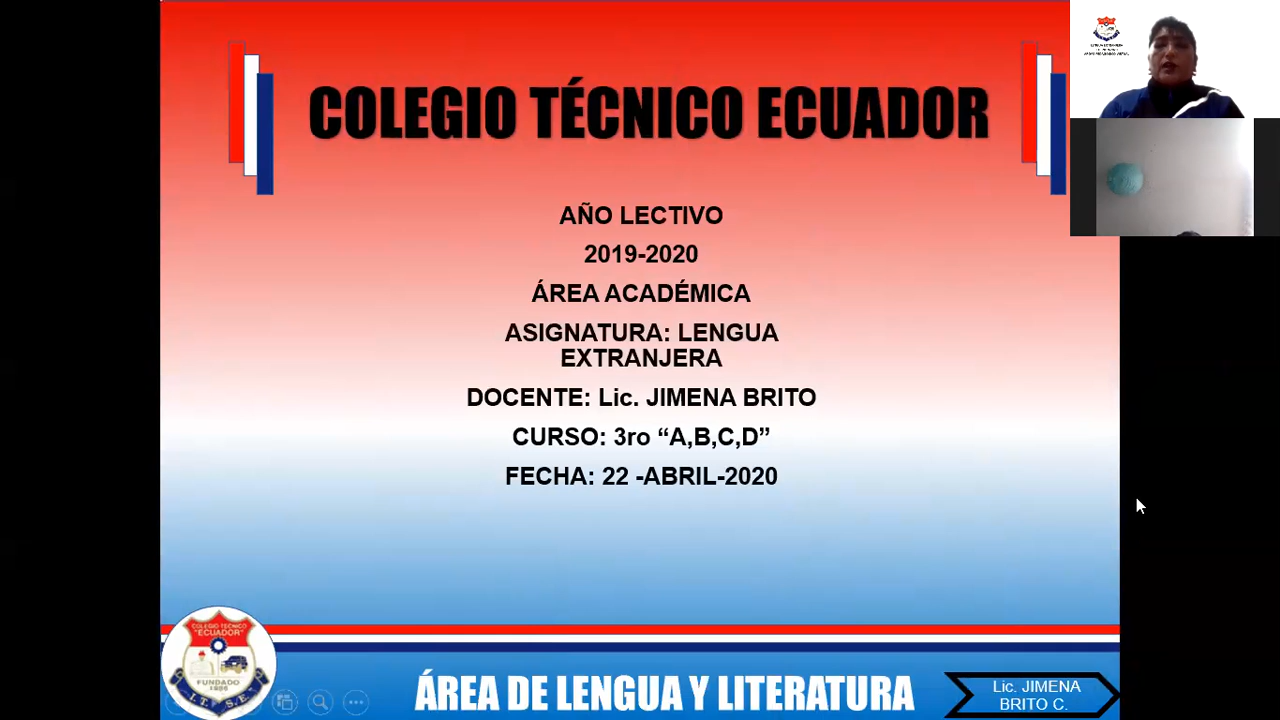 COLEGIO TÉCNICO ECUADOR
AÑO LECTIVO
2019-2020
ÁREA ACADÉMICA
ASIGNATURA: LENGUA
EXTRANJERA
DOCENTE: Lic. JIMENA BRITO
CURSO: 3ro “A,B,C,D”
FECHA: 22 -ABRIL-2020
COLEGIO TÉCNICO
"ECUADOR"
FUNDADO
I.T.S.E.
ÁREA DE LENGUA Y LITERATURA
Lic. JIMENA
BRITO C.